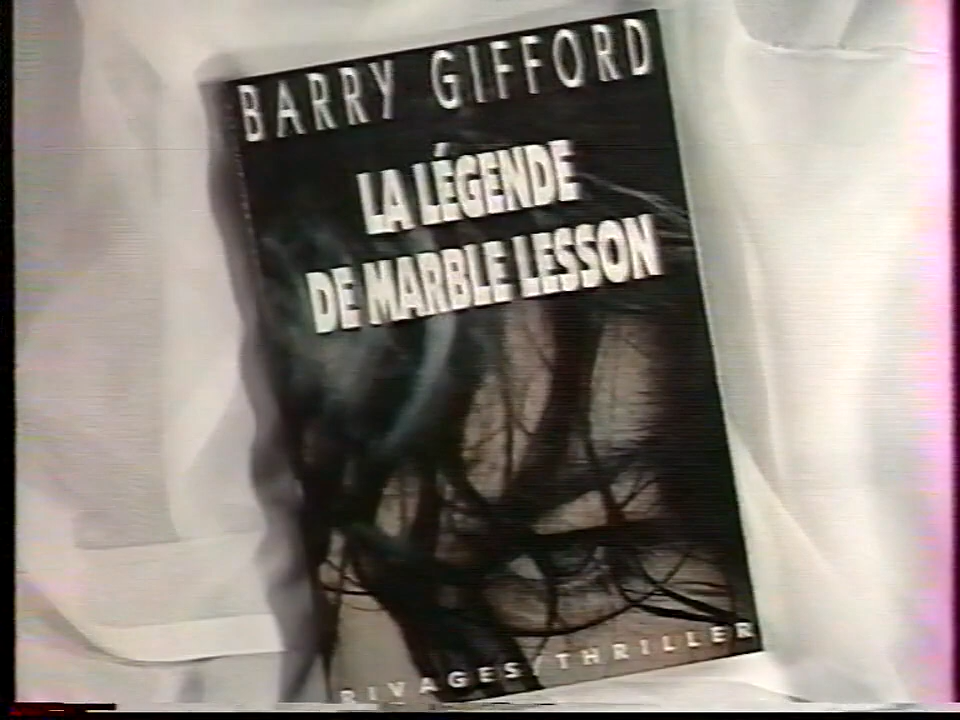 BARRY GIFFORD
LA LÉGENDE
DE MARBLE LESSON
RIVAGES/THRILLER